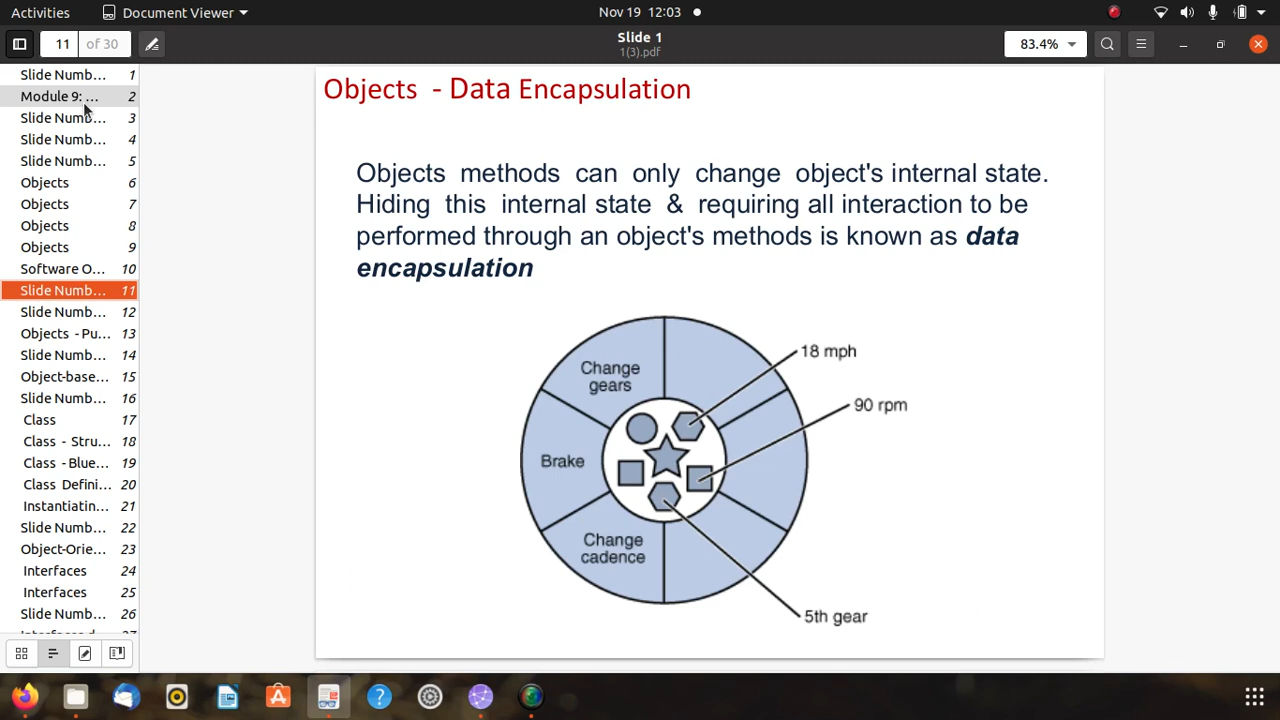 Activities
Document Viewer
Nov 19 12:03
11 of 30
Slide 1
1(3).pdf
83.4%
Slide Numb... 1
Module 9: ... 2
Slide Numb... 3
Slide Numb... 4
Slide Numb... 5
Objects 6
Objects 7
Objects 8
Objects 9
Software O... 10
Slide Numb... 11
Slide Numb... 12
Objects - Pu... 13
Slide Numb... 14
Object-base... 15
Slide Numb... 16
Class 17
Class - Stru... 18
Class - Blue... 19
Class Defini... 20
Instantiatin... 21
Slide Numb... 22
Object-Orie... 23
Interfaces 24
Interfaces 25
Slide Numb... 26
Objects - Data Encapsulation
Objects methods can only change object's internal state.
Hiding this internal state & requiring all interaction to be
performed through an object's methods is known as data
encapsulation
Change
gears
Brake
Change
cadence
18 mph
90 rpm
5th gear